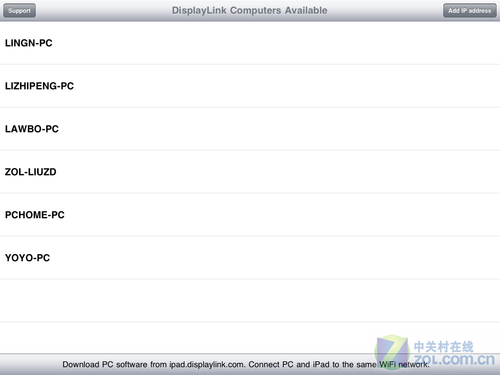 Support
DisplayLink Computers Available
Add IP address
LINGN-PC
LIZHIPENG-PC
LAWBO-PC
ZOL-LIUZD
PCHOME-PC
YOYO-PC
中关村在线
ZOL.COM.CN
Download PC software from ipad.displaylink.com. Connect PC and iPad to the same WiFi network.